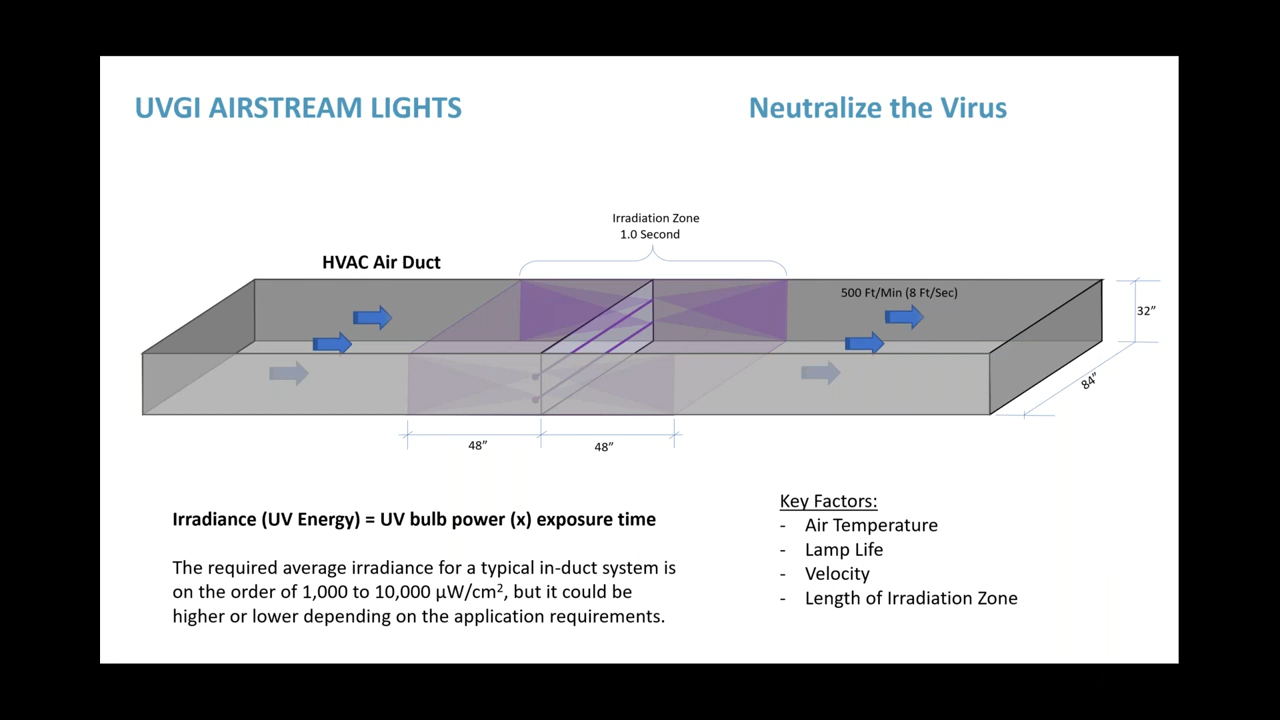 UVGI AIRSTREAM LIGHTS
Neutralize the Virus
Irradiation Zone
1.0 Second
HVAC Air Duct
500 Ft/Min (8 Ft/Sec)
32”
84”
48”
48”
Irradiance (UV Energy) = UV bulb power (x) exposure time
The required average irradiance for a typical in-duct system is
on the order of 1,000 to 10,000 µW/cm², but it could be
higher or lower depending on the application requirements.
Key Factors:
- Air Temperature
- Lamp Life
- Velocity
- Length of Irradiation Zone